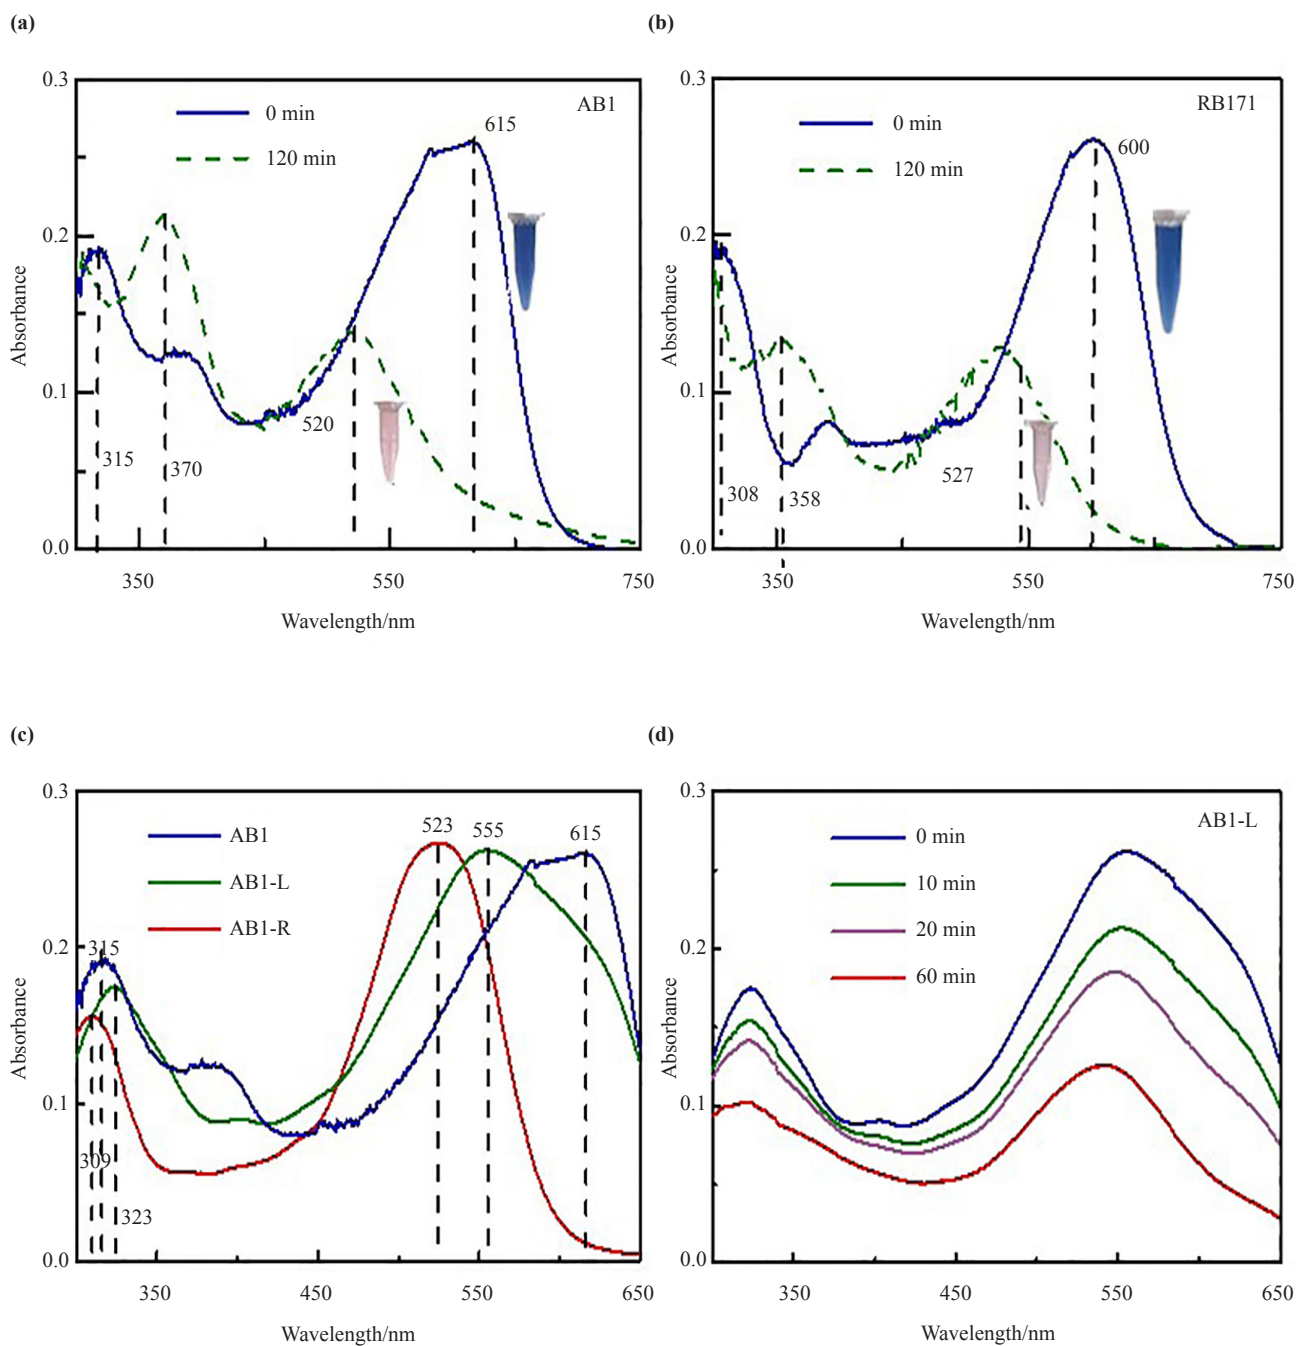 (a)
0.3
0.2
0.1
0.0
Absorbance
0 min
120 min
AB1
615
520
315
370
350
550
750
Wavelength/nm
(b)
0.3
0.2
0.1
0.0
Absorbance
0 min
120 min
RB171
600
527
308
358
350
550
750
Wavelength/nm
(c)
0.3
0.2
0.1
0.0
Absorbance
AB1
AB1-L
AB1-R
523
555
615
315
309
323
350
450
550
650
Wavelength/nm
(d)
0.3
0.2
0.1
0.0
Absorbance
AB1-L
0 min
10 min
20 min
60 min
350
450
550
650
Wavelength/nm